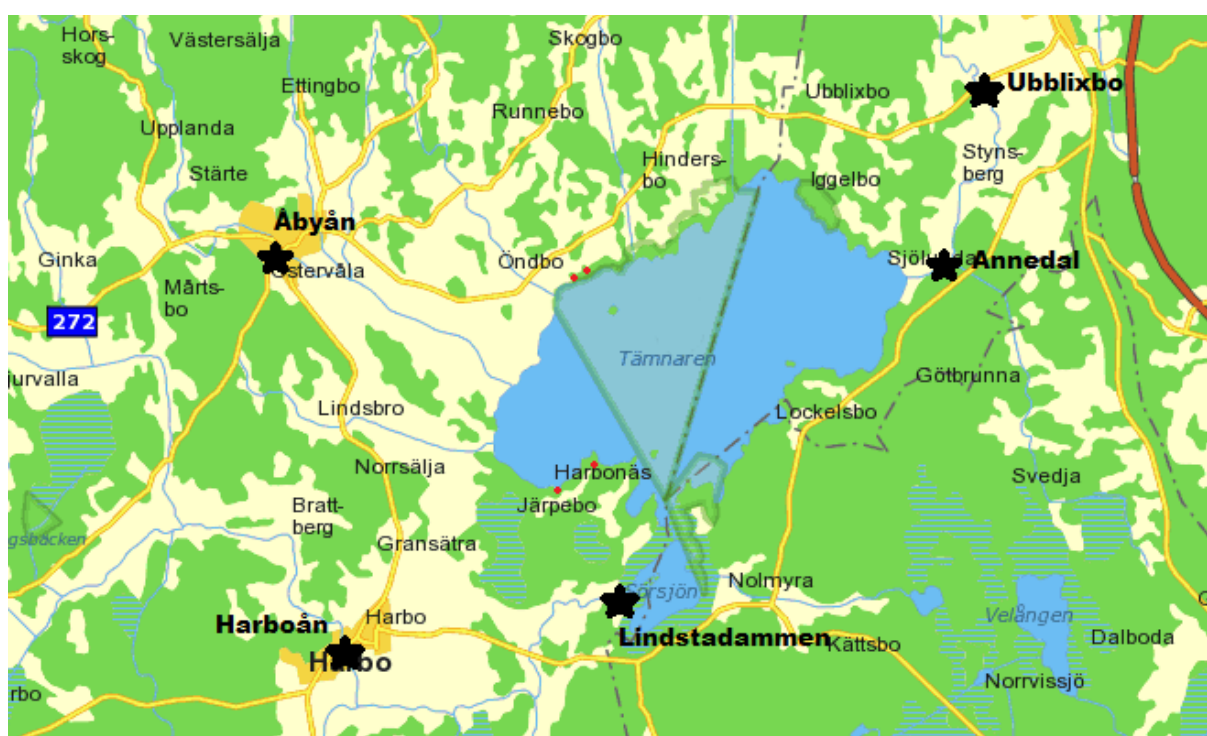 Hors-
skog
Västersälja
Skogbo
Ettingbo
Ubblixbo
Ubblixbo
Runnebo
Upplanda
Hinders-
bo
Styns-
berg
Stärte
Iggelbo
Åbyån
Ginka
Östervåla
Öndbo
Annedal
Mårts-
bo
272
Tämnaren
jurvalla
Götbrunna
Lindsbro
Lockelsbo
Norrsälja
Harbonäs
Svedja
Järpebo
Bratt-
berg
gsbäcken
Gransätra
Nolmyra
Sörsjön
Harboån
Harbo
Velången
Lindstadammen
Kättsbo
Dalboda
Harbo
rbo
Norrvissjö